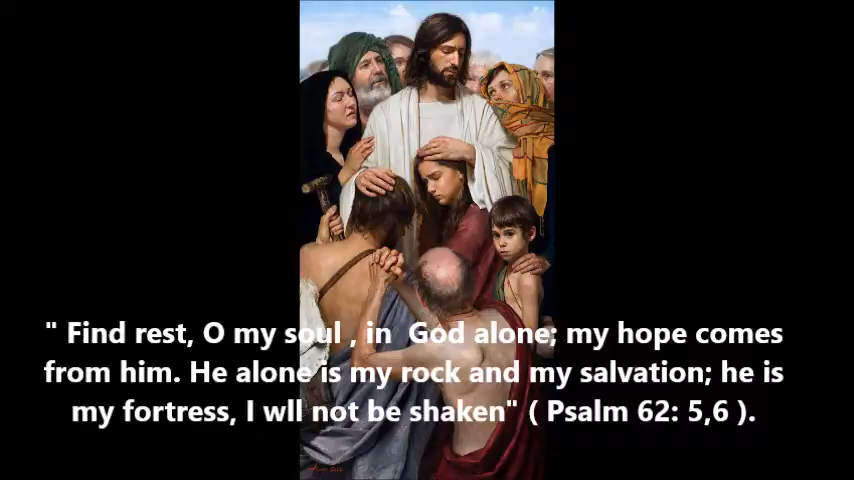 " Find rest, O my soul , in  God alone; my hope comes
from him. He alone is my rock and my salvation; he is
my fortress, I wll not be shaken" ( Psalm 62: 5,6 ).